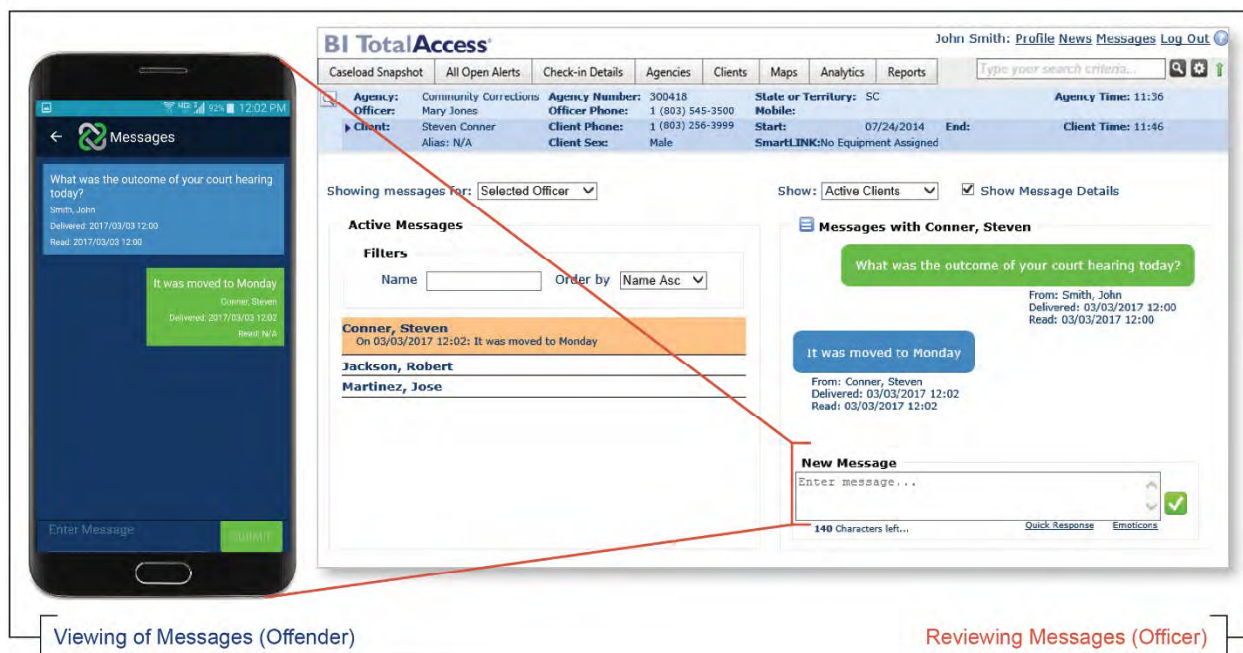 92% 12:02 PM
Messages
What was the outcome of your court hearing
today?
Smith, John
Delivered: 2017/03/03 12:00
Read: 2017/03/03 12:00
It was moved to Monday
Conner, Steven
Delivered: 2017/03/03 12:02
Read: N/A
Enter Message
SUBMIT
BI TotalAccess
John Smith: Profile News Messages Log Out
Caseload Snapshot All Open Alerts Check-in Details Agencies Clients Maps Analytics Reports Type your search criteria...
Agency: Community Corrections Agency Number: 300418 State or Territory: SC Agency Time: 11:36
Officer: Mary Jones Officer Phone: 1 (803) 545-3500 Mobile:
Client: Steven Conner Client Phone: 1 (803) 256-3999 Start: 07/24/2014 End: Client Time: 11:46
Alias: N/A Client Sex: Male SmartLINK:No Equipment Assigned
Showing messages for: Selected Officer Show: Active Clients Show Message Details
Active Messages
Filters
Name Order by Name Asc
Conner, Steven
On 03/03/2017 12:02: It was moved to Monday
Jackson, Robert
Martinez, Jose
Messages with Conner, Steven
What was the outcome of your court hearing today?
From: Smith, John
Delivered: 03/03/2017 12:00
Read: 03/03/2017 12:00
It was moved to Monday
From: Conner, Steven
Delivered: 03/03/2017 12:02
Read: 03/03/2017 12:02
New Message
Enter message...
140 Characters left... Quick Response Emoticons
Viewing of Messages (Offender)
Reviewing Messages (Officer)